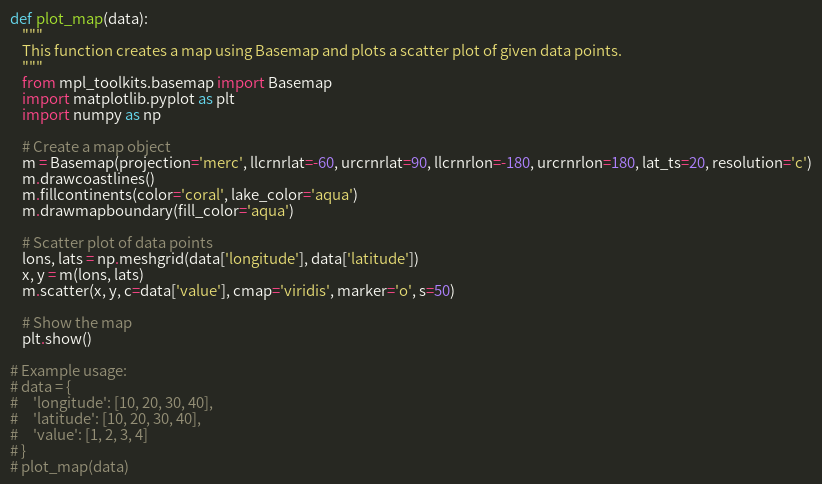 def plot_map(data):
    """
    This function creates a map using Basemap and plots a scatter plot of given data points.
    """
    from mpl_toolkits.basemap import Basemap
    import matplotlib.pyplot as plt
    import numpy as np

    # Create a map object
    m = Basemap(projection='merc', llcrnrlat=-60, urcrnrlat=90, llcrnrlon=-180, urcrnrlon=180, lat_ts=20, resolution='c')
    m.drawcoastlines()
    m.fillcontinents(color='coral', lake_color='aqua')
    m.drawmapboundary(fill_color='aqua')

    # Scatter plot of data points
    lons, lats = np.meshgrid(data['longitude'], data['latitude'])
    x, y = m(lons, lats)
    m.scatter(x, y, c=data['value'], cmap='viridis', marker='o', s=50)

    # Show the map
    plt.show()

# Example usage:
# data = {
#     'longitude': [10, 20, 30, 40],
#     'latitude': [10, 20, 30, 40],
#     'value': [1, 2, 3, 4]
# }
# plot_map(data)